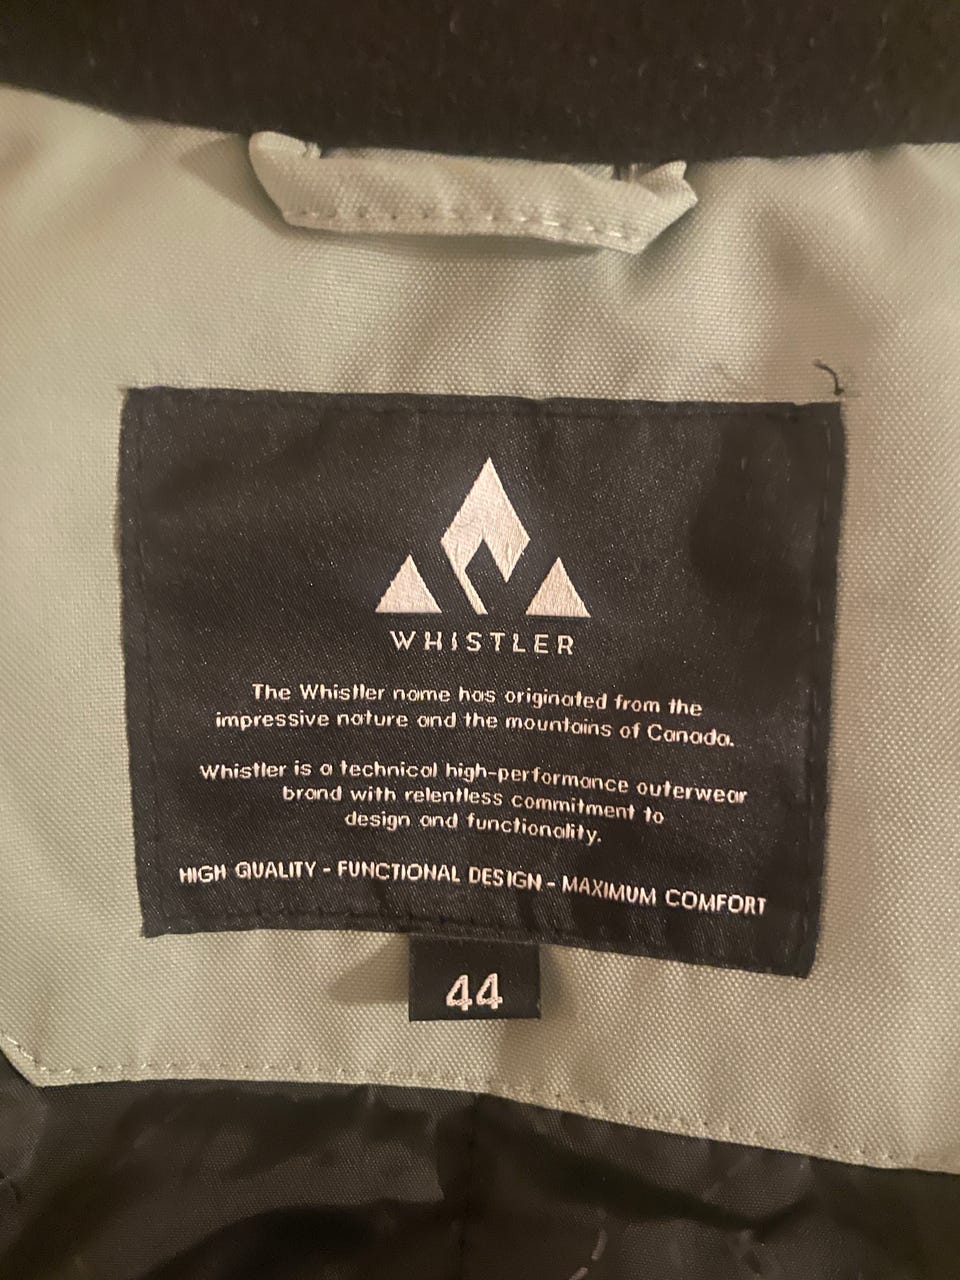 WHISTLER
The Whistler name has originated from the
impressive nature and the mountains of Canada.
Whistler is a technical high-performance outerwear
brand with relentless commitment to
design and functionality.
HIGH QUALITY - FUNCTIONAL DESIGN - MAXIMUM COMFORT
44